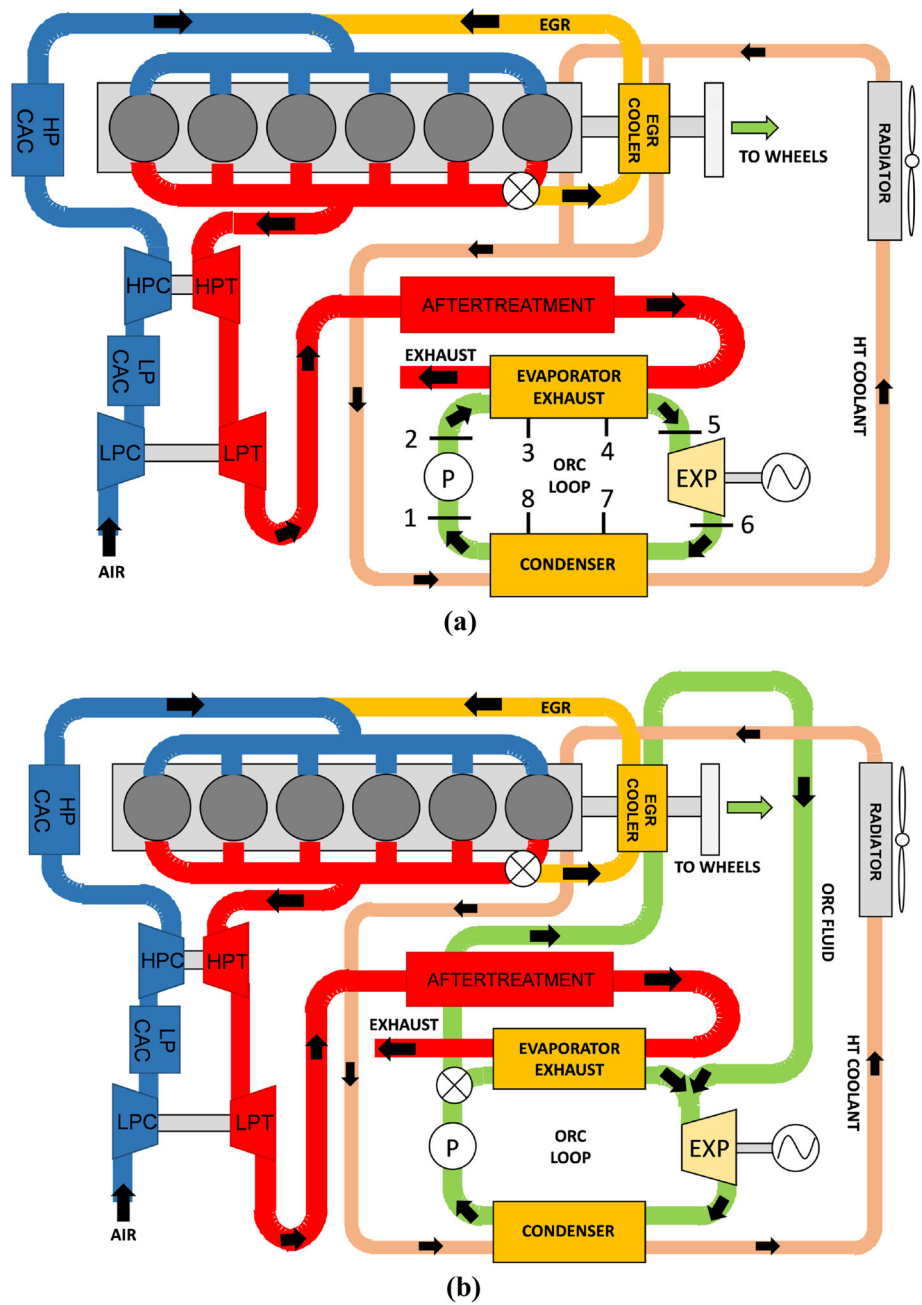 EGR
HP
CAC
EGR
COOLER
TO WHEELS
RADIATOR
HPC
HPT
AFTERTREATMENT
LP
CAC
EXHAUST
EVAPORATOR
EXHAUST
HT COOLANT
2
3
4
5
LPC
LPT
P
ORC
LOOP
EXP
1
8
7
6
CONDENSER
AIR
(a)
EGR
HP
CAC
EGR
COOLER
RADIATOR
TO WHEELS
ORC FLUID
HPC
HPT
AFTERTREATMENT
LP
CAC
EXHAUST
EVAPORATOR
EXHAUST
HT COOLANT
LPC
LPT
P
ORC
LOOP
EXP
CONDENSER
AIR
(b)